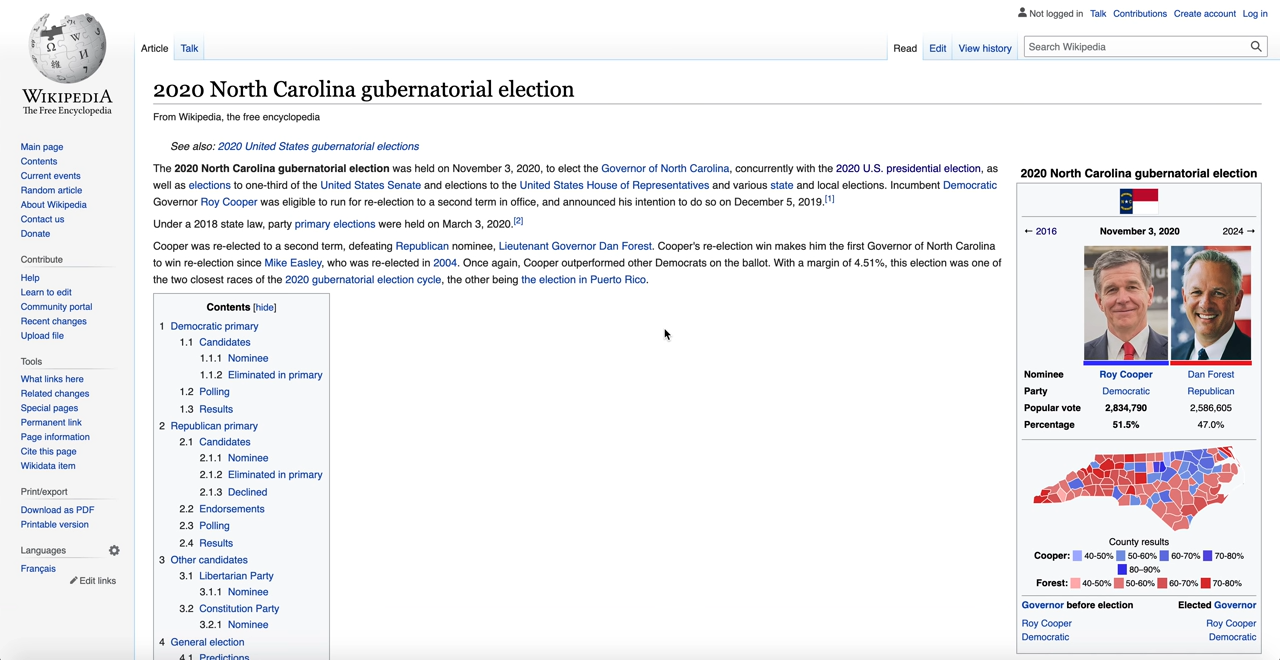 Not logged in Talk Contributions Create account Log in
Article Talk
Read Edit View history
Search Wikipedia
WIKIPEDIA
The Free Encyclopedia
Main page
Contents
Current events
Random article
About Wikipedia
Contact us
Donate
Contribute
Help
Learn to edit
Community portal
Recent changes
Upload file
Tools
What links here
Related changes
Special pages
Permanent link
Page information
Cite this page
Wikidata item
Print/export
Download as PDF
Printable version
Languages
Français
Edit links
2020 North Carolina gubernatorial election
From Wikipedia, the free encyclopedia
See also: 2020 United States gubernatorial elections
The 2020 North Carolina gubernatorial election was held on November 3, 2020, to elect the Governor of North Carolina, concurrently with the 2020 U.S. presidential election, as
well as elections to one-third of the United States Senate and elections to the United States House of Representatives and various state and local elections. Incumbent Democratic
Governor Roy Cooper was eligible to run for re-election to a second term in office, and announced his intention to do so on December 5, 2019.[1]
Under a 2018 state law, party primary elections were held on March 3, 2020.[2]
Cooper was re-elected to a second term, defeating Republican nominee, Lieutenant Governor Dan Forest. Cooper's re-election win makes him the first Governor of North Carolina
to win re-election since Mike Easley, who was re-elected in 2004. Once again, Cooper outperformed other Democrats on the ballot. With a margin of 4.51%, this election was one of
the two closest races of the 2020 gubernatorial election cycle, the other being the election in Puerto Rico.
Contents [hide]
1 Democratic primary
1.1 Candidates
1.1.1 Nominee
1.1.2 Eliminated in primary
1.2 Polling
1.3 Results
2 Republican primary
2.1 Candidates
2.1.1 Nominee
2.1.2 Eliminated in primary
2.1.3 Declined
2.2 Endorsements
2.3 Polling
2.4 Results
3 Other candidates
3.1 Libertarian Party
3.1.1 Nominee
3.2 Constitution Party
3.2.1 Nominee
4 General election
4.1 Predictions
2020 North Carolina gubernatorial election
← 2016 November 3, 2020 2024 →
Nominee Roy Cooper Dan Forest
Party Democratic Republican
Popular vote 2,834,790 2,586,605
Percentage 51.5% 47.0%
County results
Cooper: 40-50% 50-60% 60-70% 70-80%
80–90%
Forest: 40-50% 50-60% 60-70% 70-80%
Governor before election Elected Governor
Roy Cooper Roy Cooper
Democratic Democratic